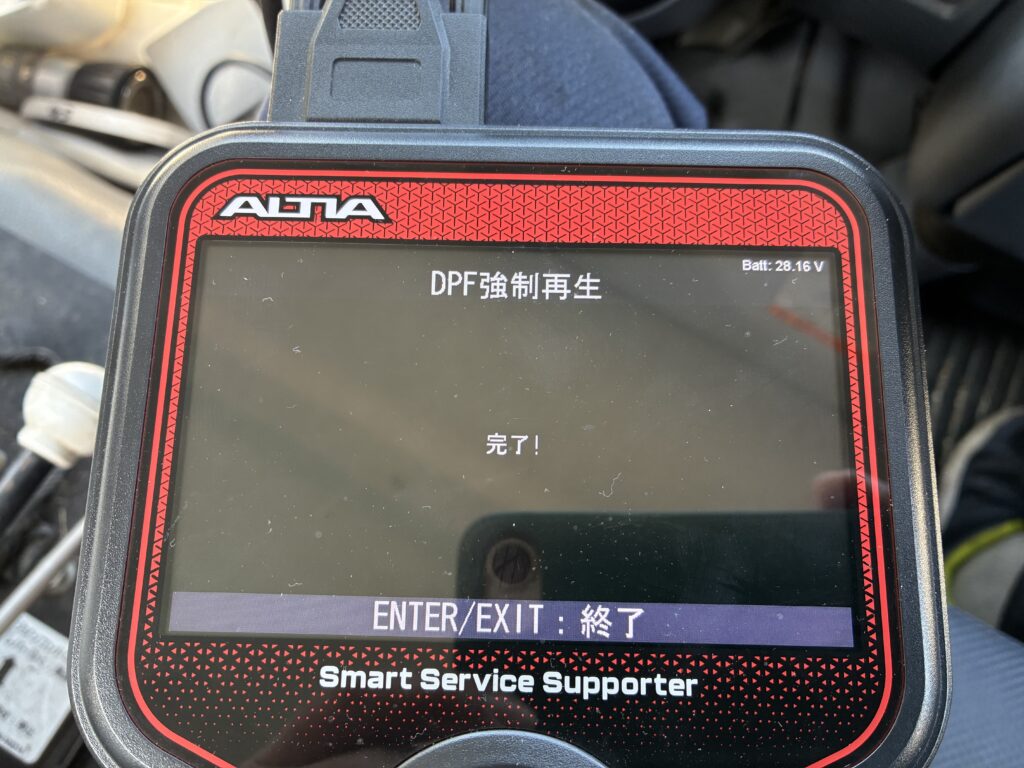 ALTIA
Batt: 28.16 V
DPF強制再生
完了!
ENTER/EXIT : 終了
Smart Service Supporter